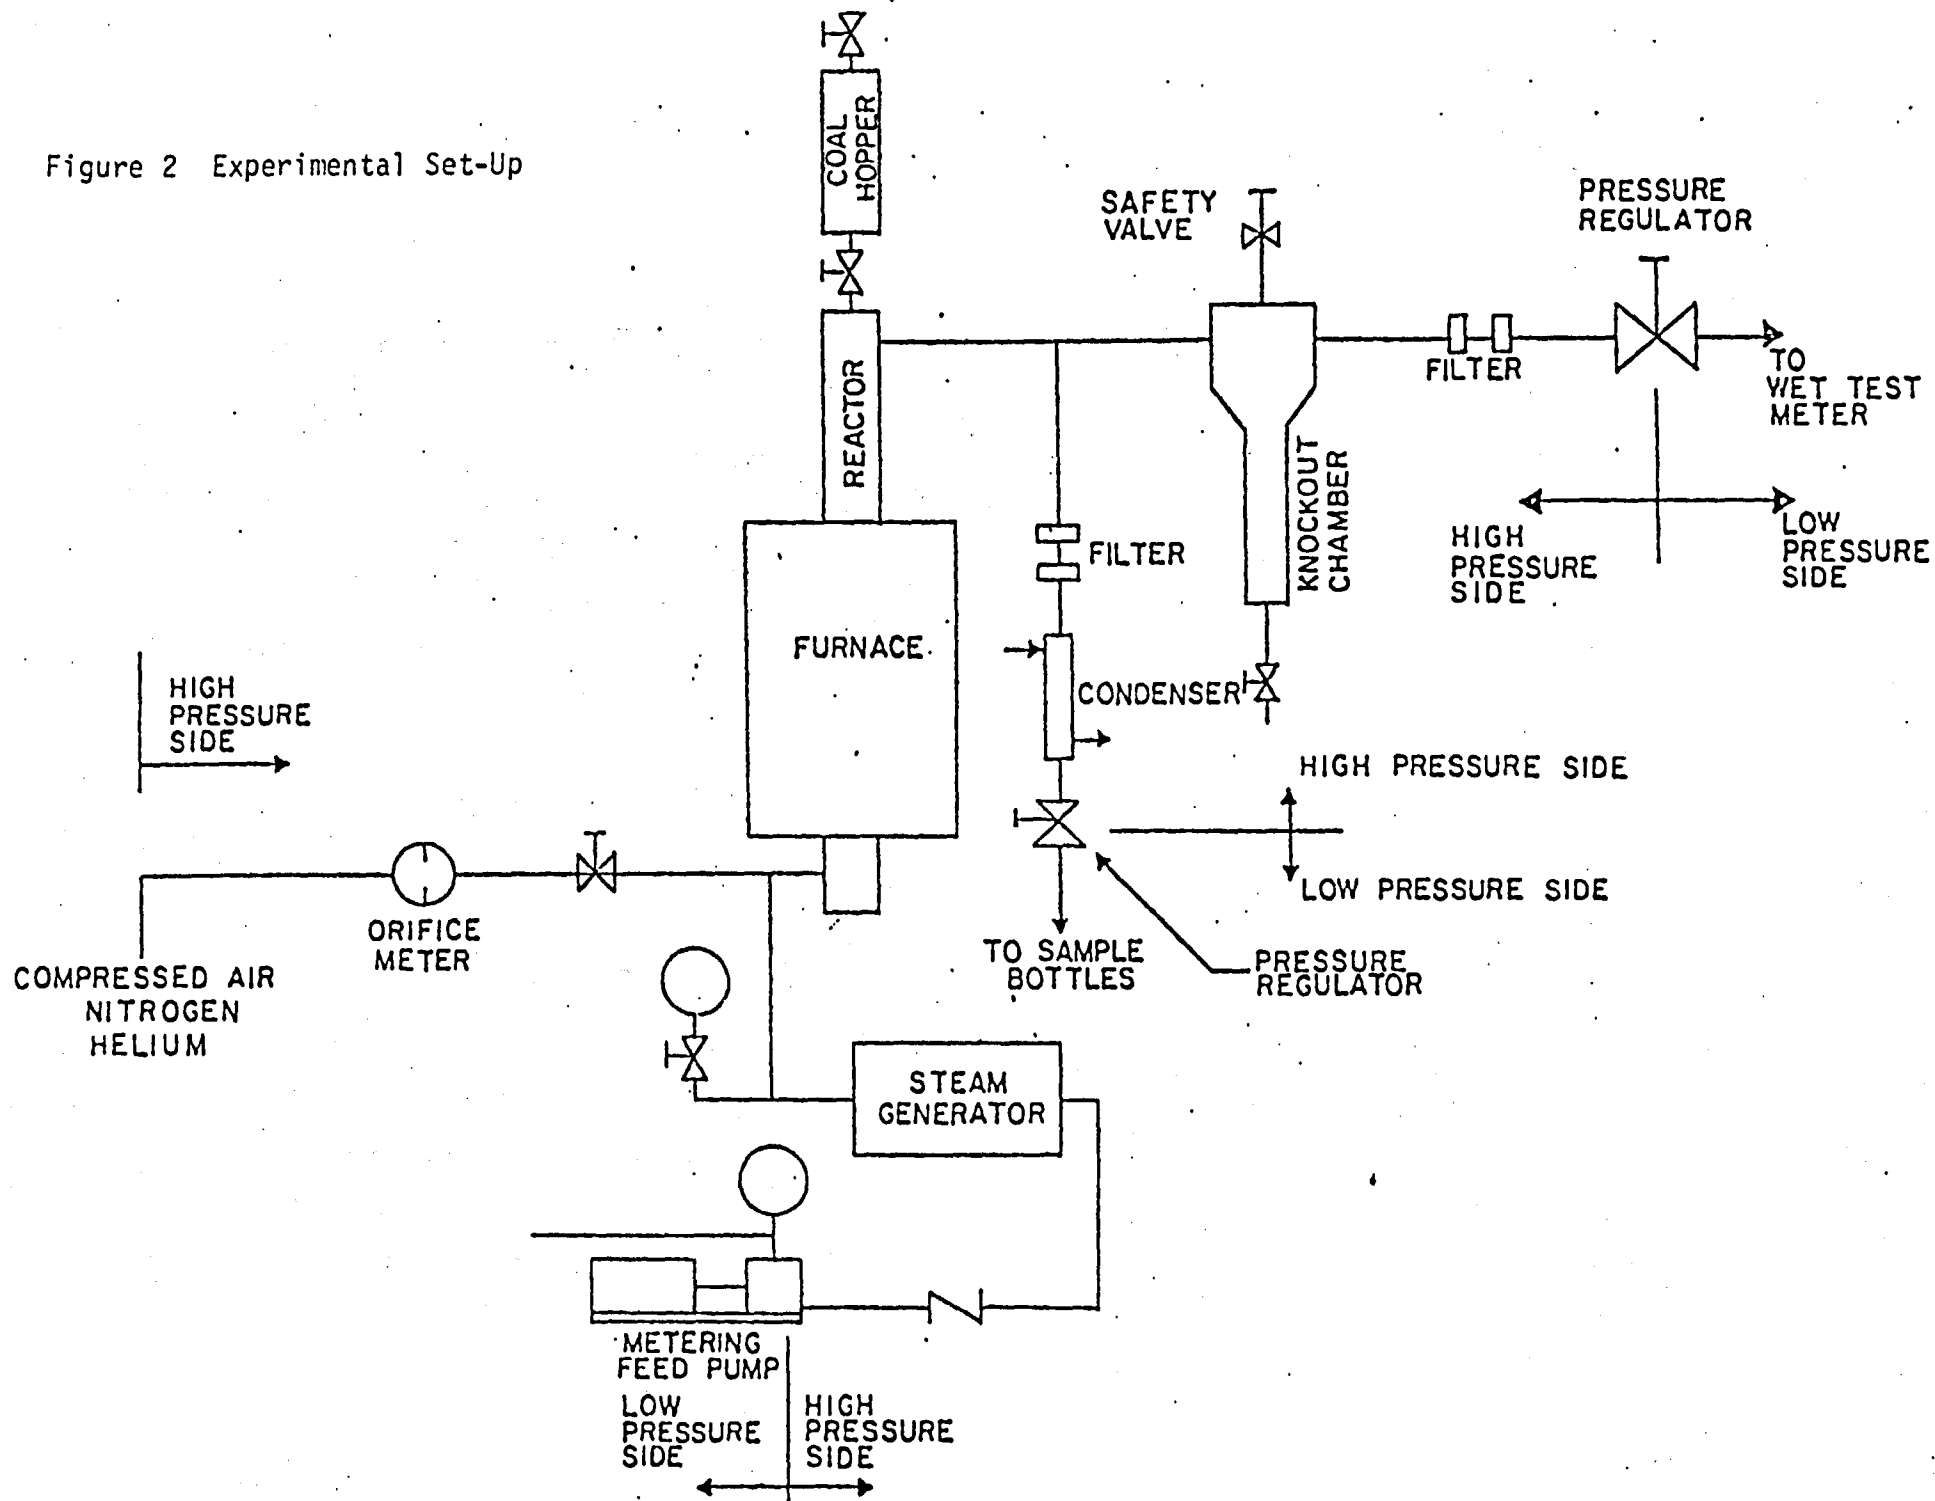 Figure 2 Experimental Set-Up
COAL
HOPPER
SAFETY
VALVE
PRESSURE
REGULATOR
REACTOR
FILTER
TO
WET TEST
METER
KNOCKOUT
CHAMBER
HIGH
PRESSURE
SIDE
LOW
PRESSURE
SIDE
FILTER
FURNACE
CONDENSER
HIGH
PRESSURE
SIDE
HIGH PRESSURE SIDE
LOW PRESSURE SIDE
ORIFICE
METER
COMPRESSED AIR
NITROGEN
HELIUM
TO SAMPLE
BOTTLES
PRESSURE
REGULATOR
STEAM
GENERATOR
METERING
FEED PUMP
LOW
PRESSURE
SIDE
HIGH
PRESSURE
SIDE